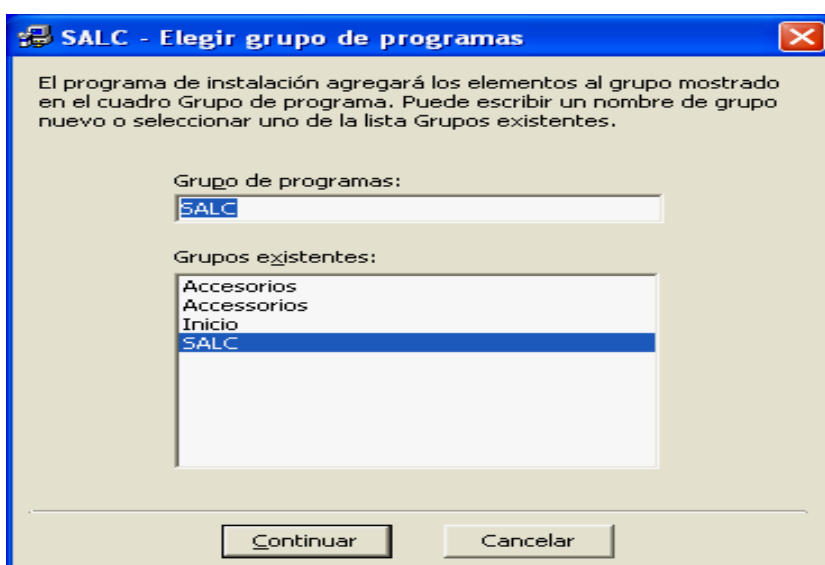 SALC - Elegir grupo de programas
El programa de instalación agregará los elementos al grupo mostrado
en el cuadro Grupo de programa. Puede escribir un nombre de grupo
nuevo o seleccionar uno de la lista Grupos existentes.
Grupo de programas:
SALC
Grupos existentes:
Accesorios
Accessorios
Inicio
SALC
Continuar
Cancelar